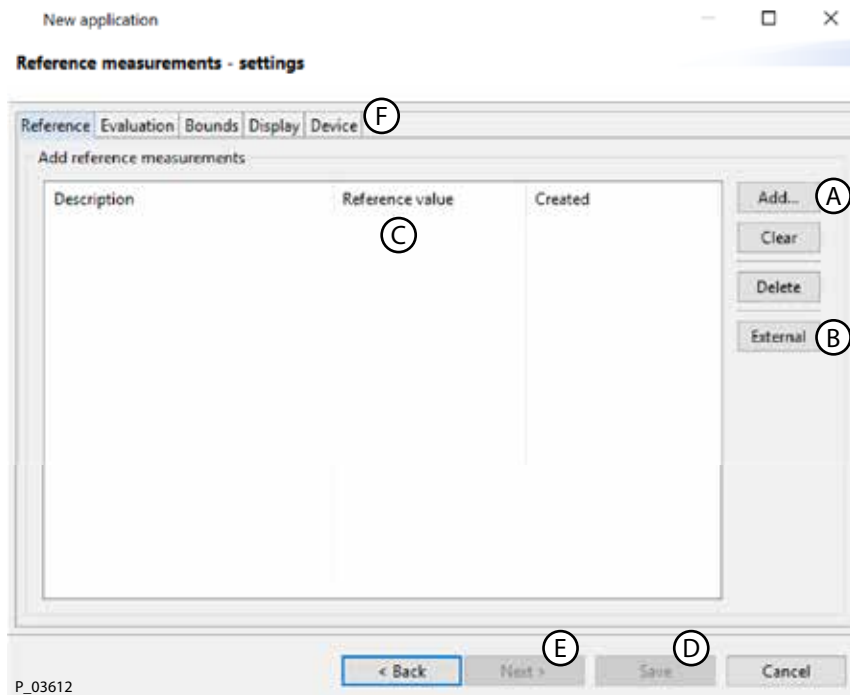 New application
Reference measurements - settings
Reference Evaluation Bounds Display Device F
Add reference measurements
Description Reference value Created
Add... A
C
Clear
Delete
External B
E D
< Back Next > Save Cancel
P_03612